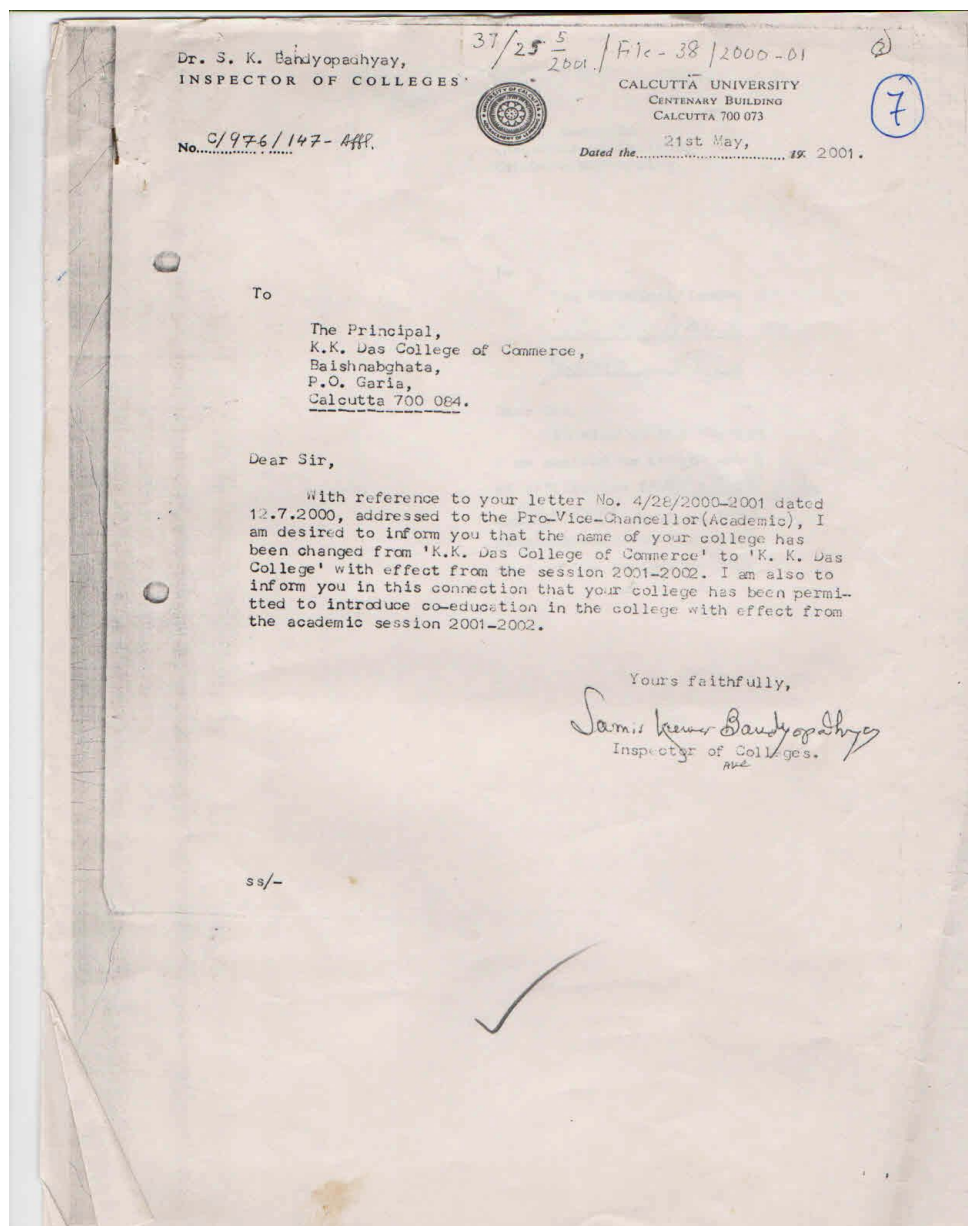 37/25 5/2001 / File - 38 / 2000 - 01
2
Dr. S. K. Bandyopadhyay,
INSPECTOR OF COLLEGES
CALCUTTA UNIVERSITY
CENTENARY BUILDING
CALCUTTA 700 073
7
No. C/976/147- Affl.
Dated the 21st May, 19 2001.
To
The Principal,
K.K. Das College of Commerce,
Baishnabghata,
P.O. Garia,
Calcutta 700 084.
Dear Sir,
With reference to your letter No. 4/28/2000-2001 dated
12.7.2000, addressed to the Pro-Vice-Chancellor(Academic), I
am desired to inform you that the name of your college has
been changed from 'K.K. Das College of Commerce' to 'K. K. Das
College' with effect from the session 2001-2002. I am also to
inform you in this connection that your college has been permi-
tted to introduce co-education in the college with effect from
the academic session 2001-2002.
Yours faithfully,
Samir Kumar Bandyopadhyay
Inspector of Colleges.
ss/-